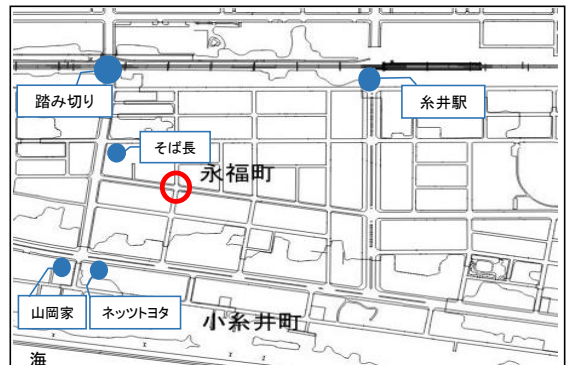 踏み切り
糸井駅
そば長
永福町
山岡家
ネッツトヨタ
小糸井町
海